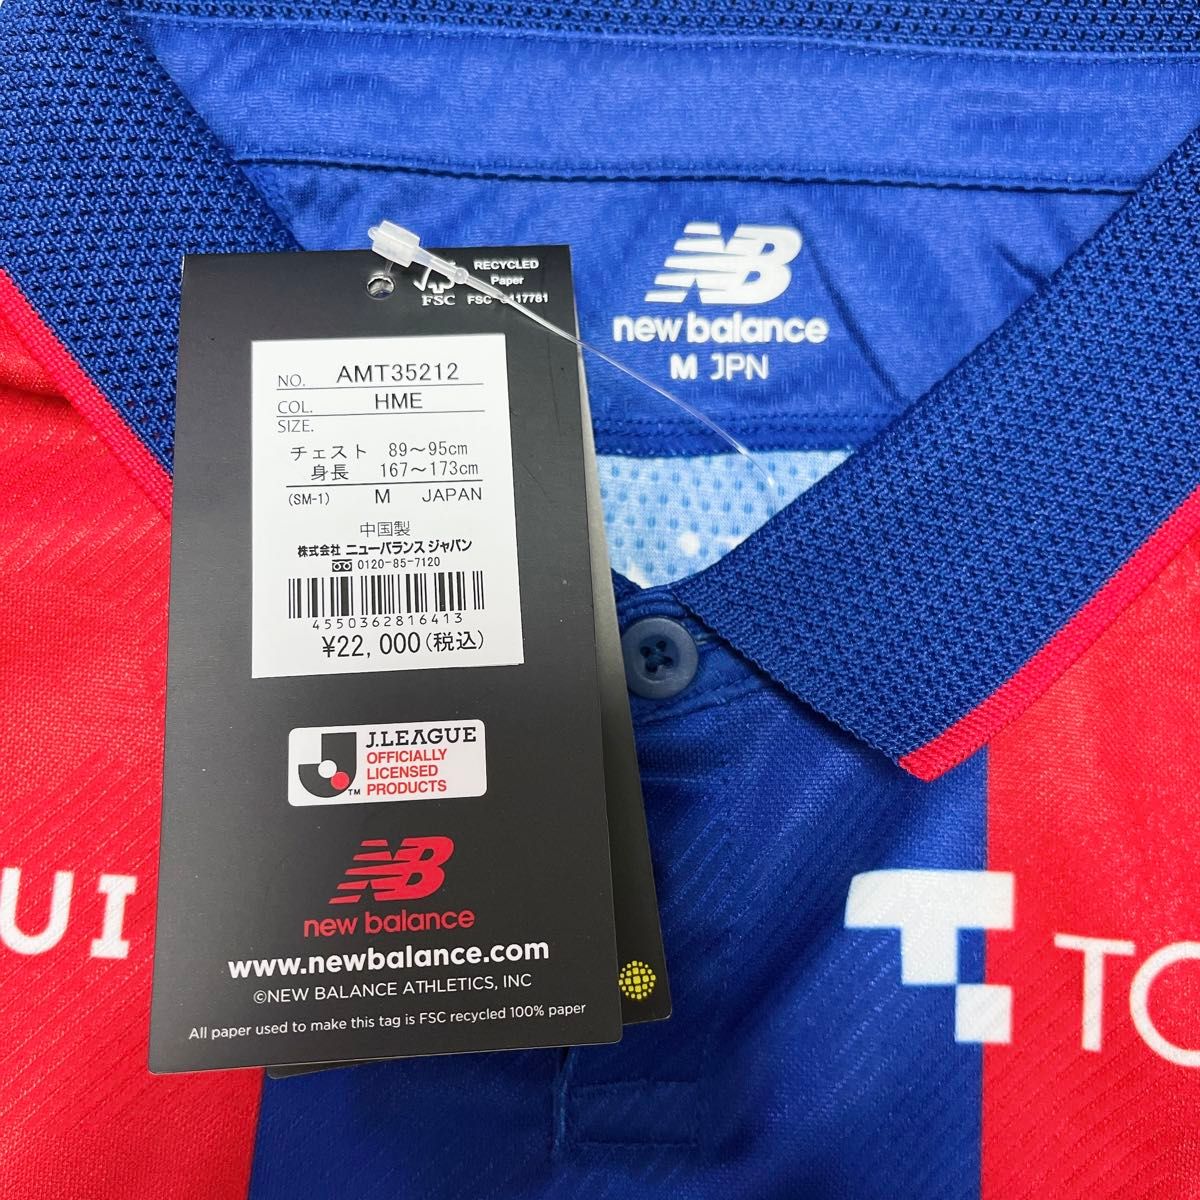 RECYCLED
Paper
FSC
FSC
NO. AMT35212
COL. HME
SIZE.
チェスト 89～95cm
身長 167～173cm
(SM-1) M JAPAN
中国製
株式会社 ニューバランス ジャパン
0120-85-7120
4550362816413
¥22,000(税込)
J.LEAGUE
OFFICIALLY
LICENSED
PRODUCTS
TM
NB
new balance
www.newbalance.com
©NEW BALANCE ATHLETICS, INC
All paper used to make this tag is FSC recycled 100% paper
NB
new balance
M JPN
UI
TO